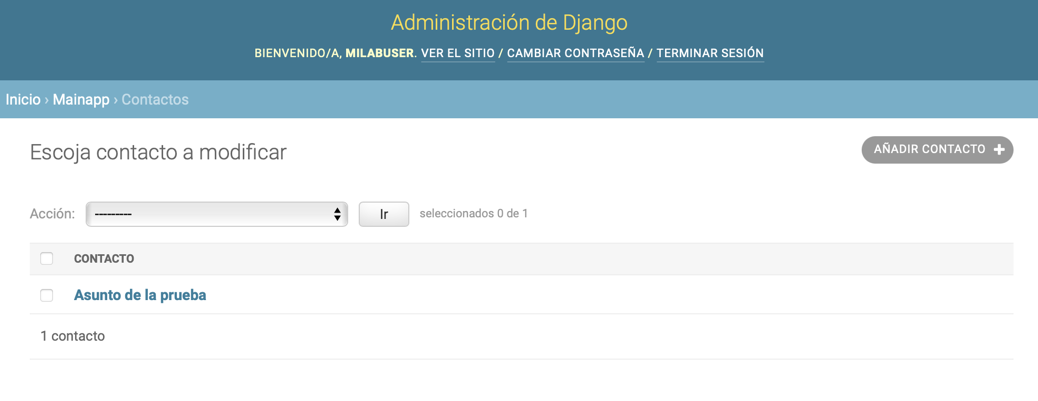 Administración de Django
BIENVENIDO/A, MILABUSER. VER EL SITIO / CAMBIAR CONTRASEÑA / TERMINAR SESIÓN
Inicio › Mainapp › Contactos
Escoja contacto a modificar
AÑADIR CONTACTO +
Acción: --------- Ir seleccionados 0 de 1
CONTACTO
Asunto de la prueba
1 contacto